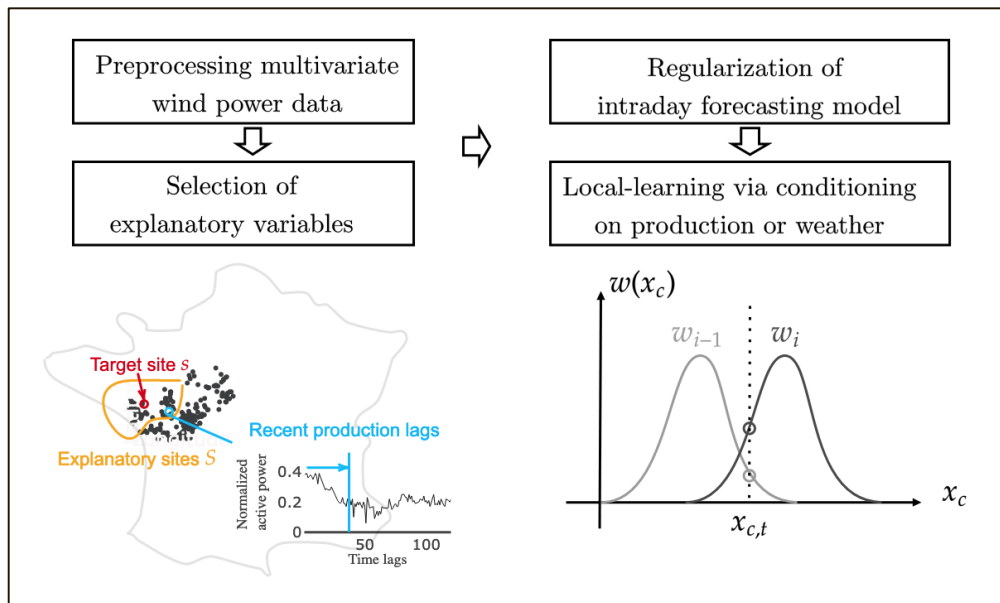 Preprocessing multivariate
wind power data
Selection of
explanatory variables
Regularization of
intraday forecasting model
Local-learning via conditioning
on production or weather
Target site s
Recent production lags
Explanatory sites S
Normalized
active power
0.4
0.2
0
50
100
Time lags
w(x_c)
w_{i−1}
w_i
x_c
x_{c,t}